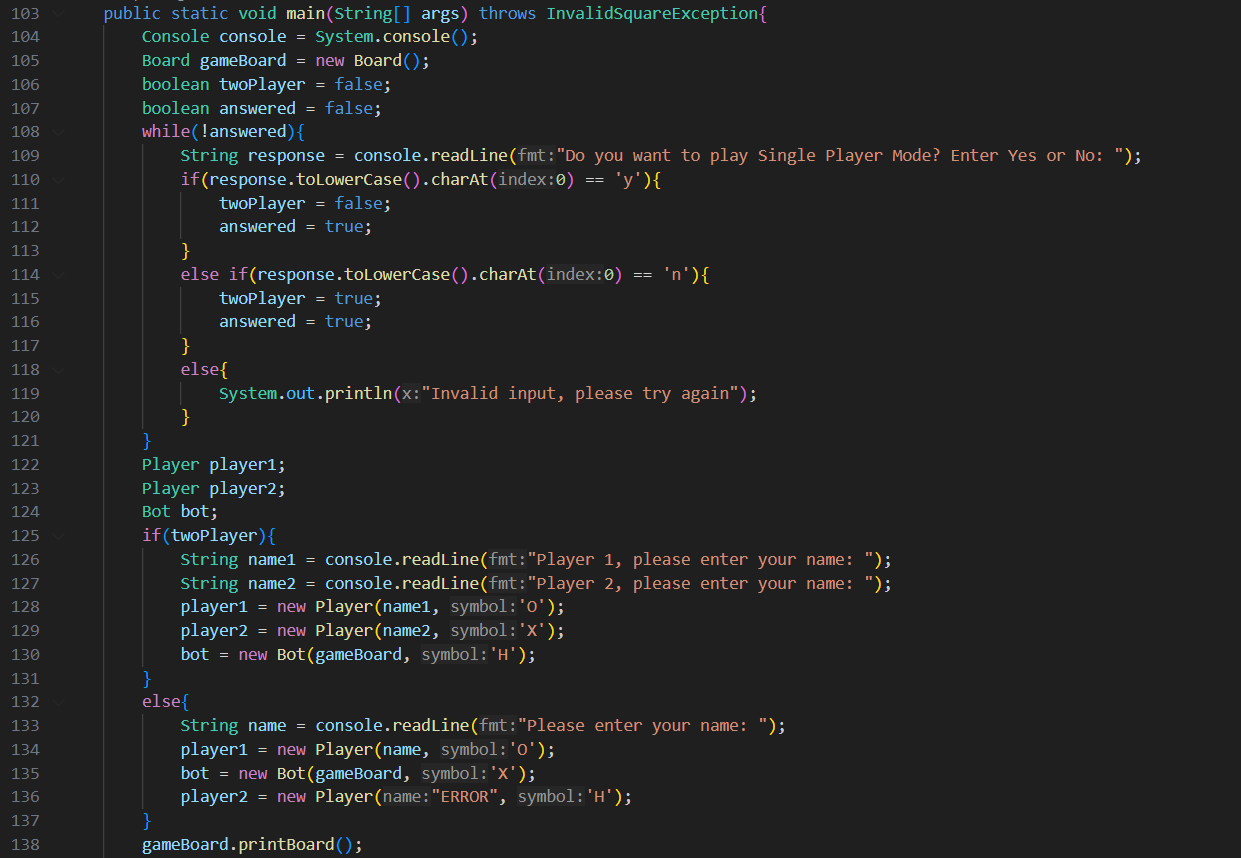 103 public static void main(String[] args) throws InvalidSquareException{
104 Console console = System.console();
105 Board gameBoard = new Board();
106 boolean twoPlayer = false;
107 boolean answered = false;
108 while(!answered){
109 String response = console.readLine(fmt:"Do you want to play Single Player Mode? Enter Yes or No: ");
110 if(response.toLowerCase().charAt(index:0) == 'y'){
111 twoPlayer = false;
112 answered = true;
113 }
114 else if(response.toLowerCase().charAt(index:0) == 'n'){
115 twoPlayer = true;
116 answered = true;
117 }
118 else{
119 System.out.println(x:"Invalid input, please try again");
120 }
121 }
122 Player player1;
123 Player player2;
124 Bot bot;
125 if(twoPlayer){
126 String name1 = console.readLine(fmt:"Player 1, please enter your name: ");
127 String name2 = console.readLine(fmt:"Player 2, please enter your name: ");
128 player1 = new Player(name1, symbol:'O');
129 player2 = new Player(name2, symbol:'X');
130 bot = new Bot(gameBoard, symbol:'H');
131 }
132 else{
133 String name = console.readLine(fmt:"Please enter your name: ");
134 player1 = new Player(name, symbol:'O');
135 bot = new Bot(gameBoard, symbol:'X');
136 player2 = new Player(name:"ERROR", symbol:'H');
137 }
138 gameBoard.printBoard();